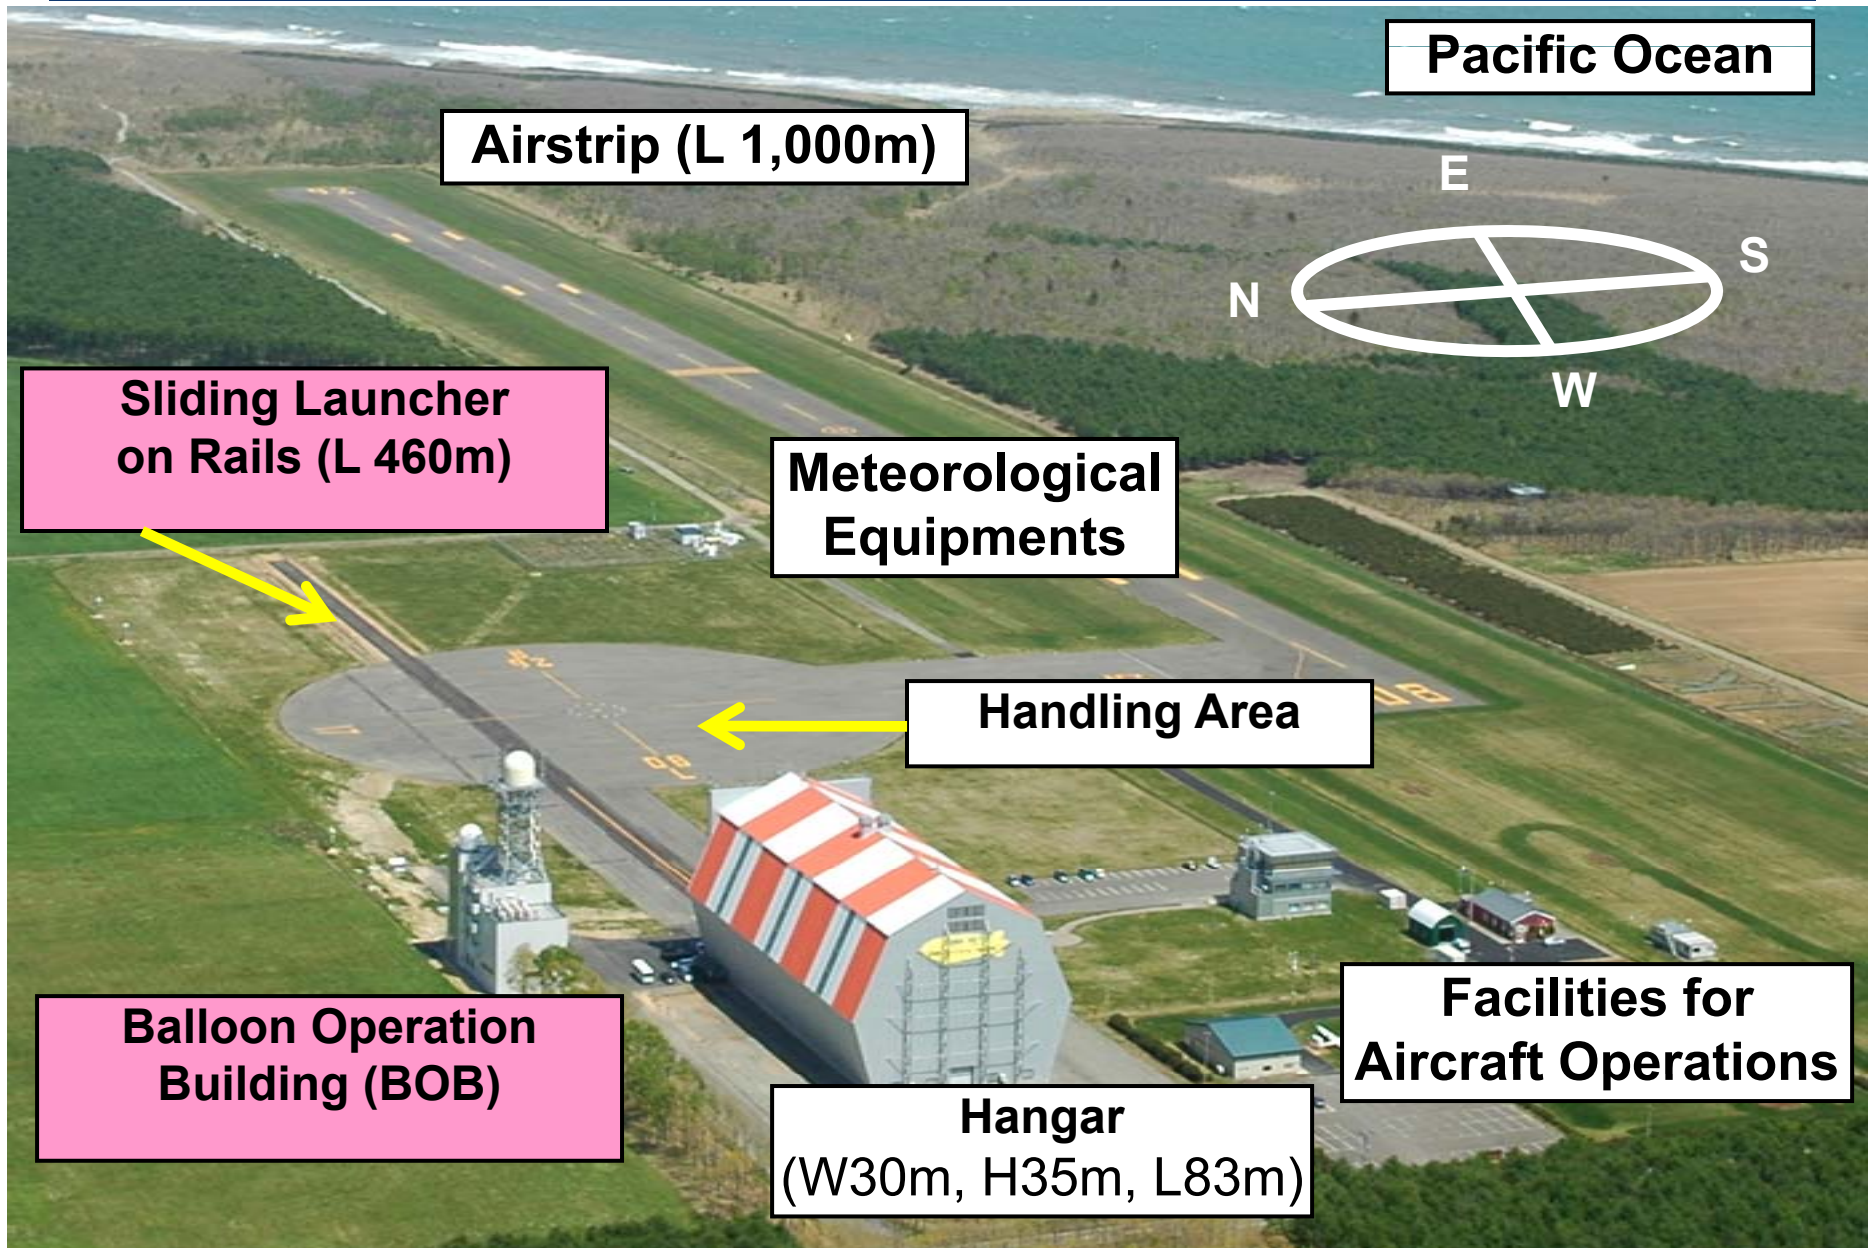 Pacific Ocean
Airstrip (L 1,000m)
E
S
N
W
Sliding Launcher
on Rails (L 460m)
Meteorological
Equipments
Handling Area
08
Balloon Operation
Building (BOB)
Facilities for
Aircraft Operations
Hangar
(W30m, H35m, L83m)